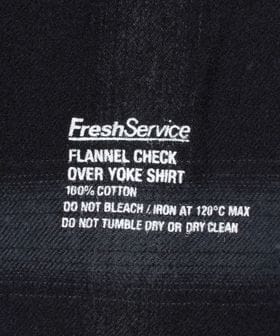 FreshService
FLANNEL CHECK
OVER YOKE SHIRT
100% COTTON
DO NOT BLEACH / IRON AT 120°C MAX
DO NOT TUMBLE DRY OR DRY CLEAN